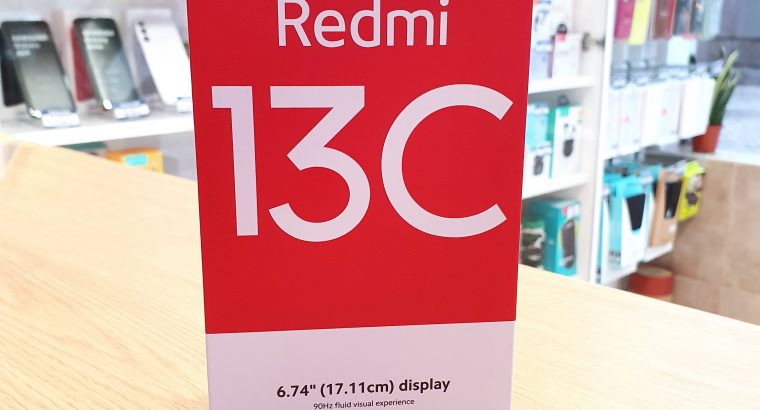 Redmi
13C
6.74" (17.11cm) display
90Hz fluid visual experience